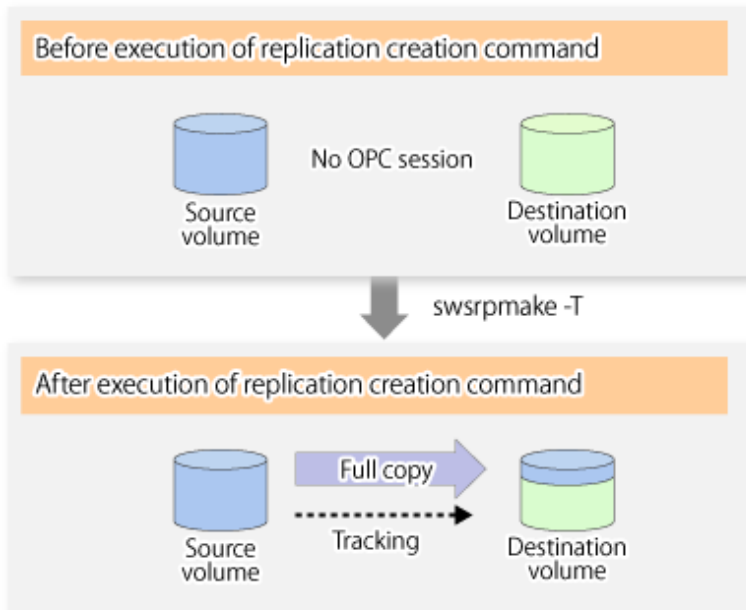 Before execution of replication creation command
No OPC session
Source
volume
Destination
volume
swsrpmake -T
After execution of replication creation command
Full copy
Tracking
Source
volume
Destination
volume